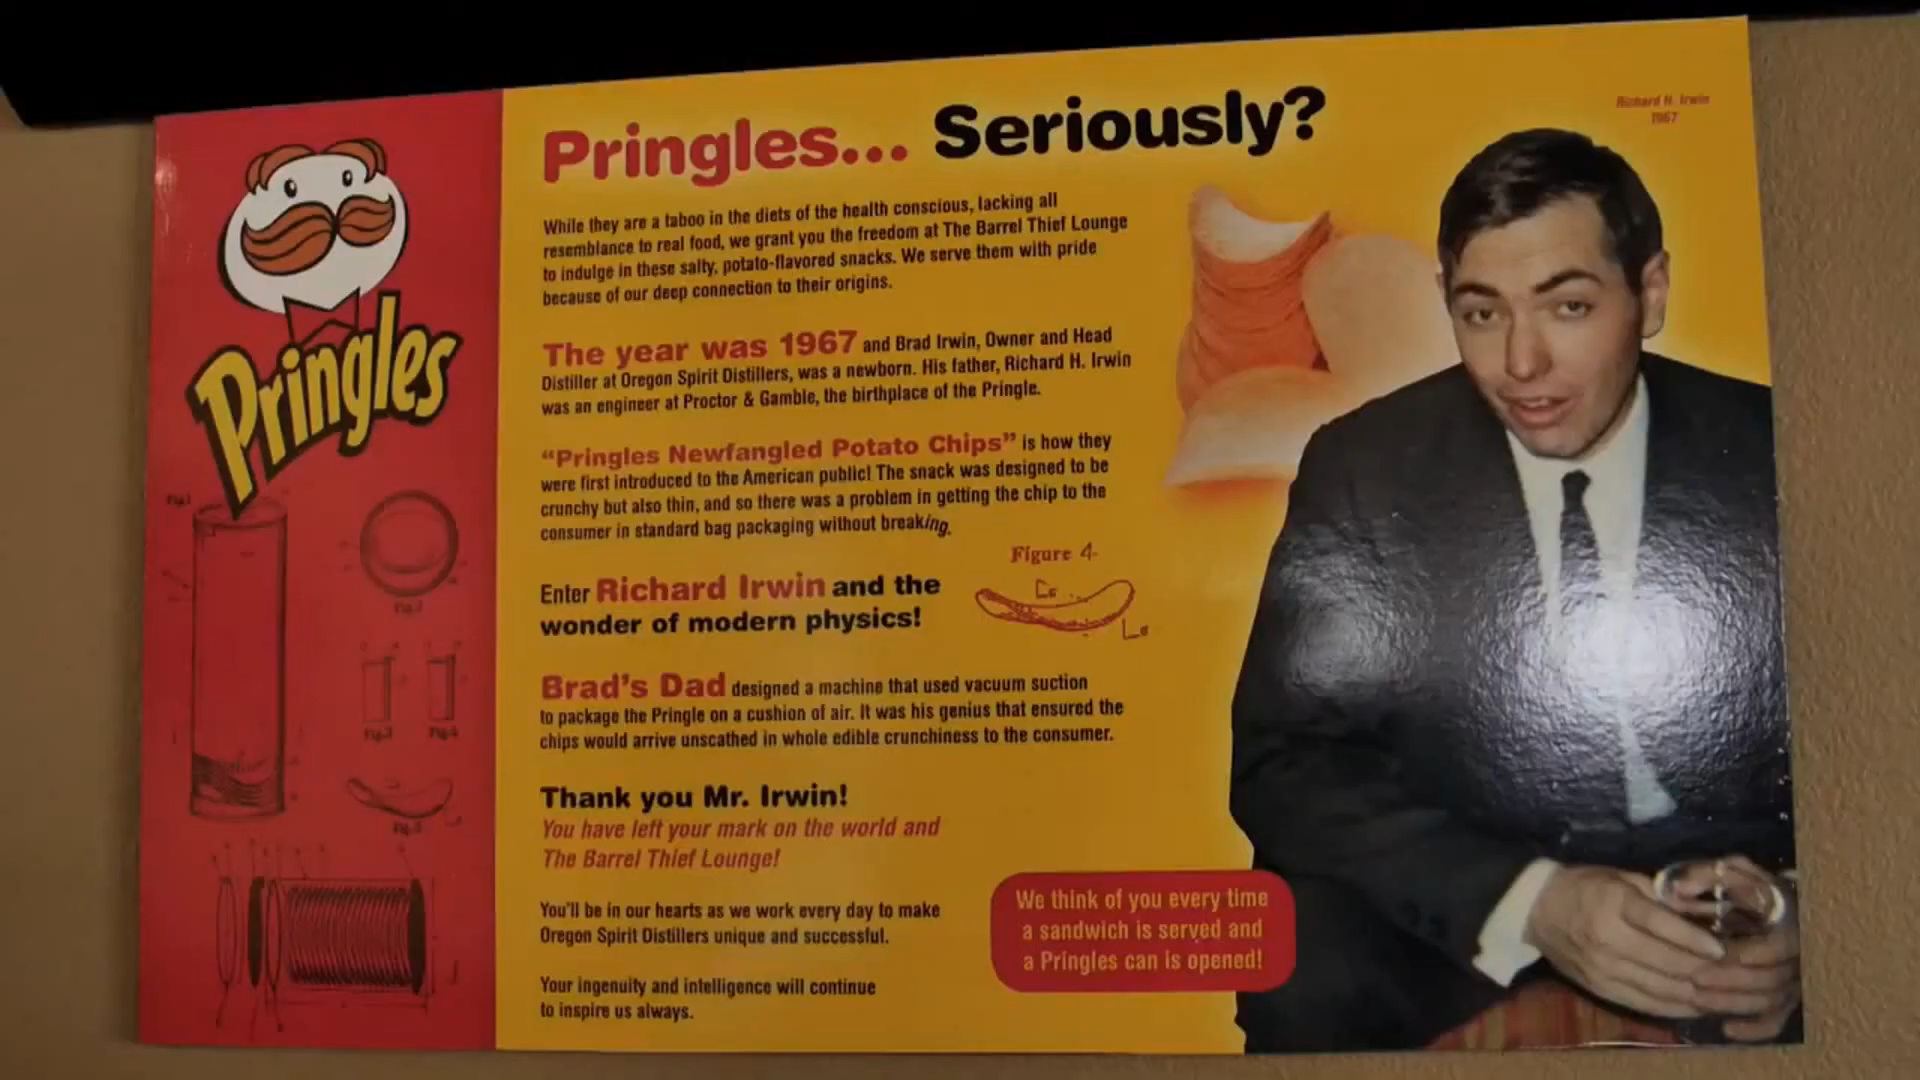 Pringles
Fig.1
Fig.2
Fig.3
Fig.4
Fig.5
Pringles... Seriously?
Richard H. Irwin
1967
While they are a taboo in the diets of the health conscious, lacking all
resemblance to real food, we grant you the freedom at The Barrel Thief Lounge
to indulge in these salty, potato-flavored snacks. We serve them with pride
because of our deep connection to their origins.
The year was 1967 and Brad Irwin, Owner and Head
Distiller at Oregon Spirit Distillers, was a newborn. His father, Richard H. Irwin
was an engineer at Proctor & Gamble, the birthplace of the Pringle.
“Pringles Newfangled Potato Chips” is how they
were first introduced to the American public! The snack was designed to be
crunchy but also thin, and so there was a problem in getting the chip to the
consumer in standard bag packaging without breaking.
Figure 4
Enter Richard Irwin and the
wonder of modern physics!
Brad's Dad designed a machine that used vacuum suction
to package the Pringle on a cushion of air. It was his genius that ensured the
chips would arrive unscathed in whole edible crunchiness to the consumer.
Thank you Mr. Irwin!
You have left your mark on the world and
The Barrel Thief Lounge!
You'll be in our hearts as we work every day to make
Oregon Spirit Distillers unique and successful.
Your ingenuity and intelligence will continue
to inspire us always.
We think of you every time
a sandwich is served and
a Pringles can is opened!